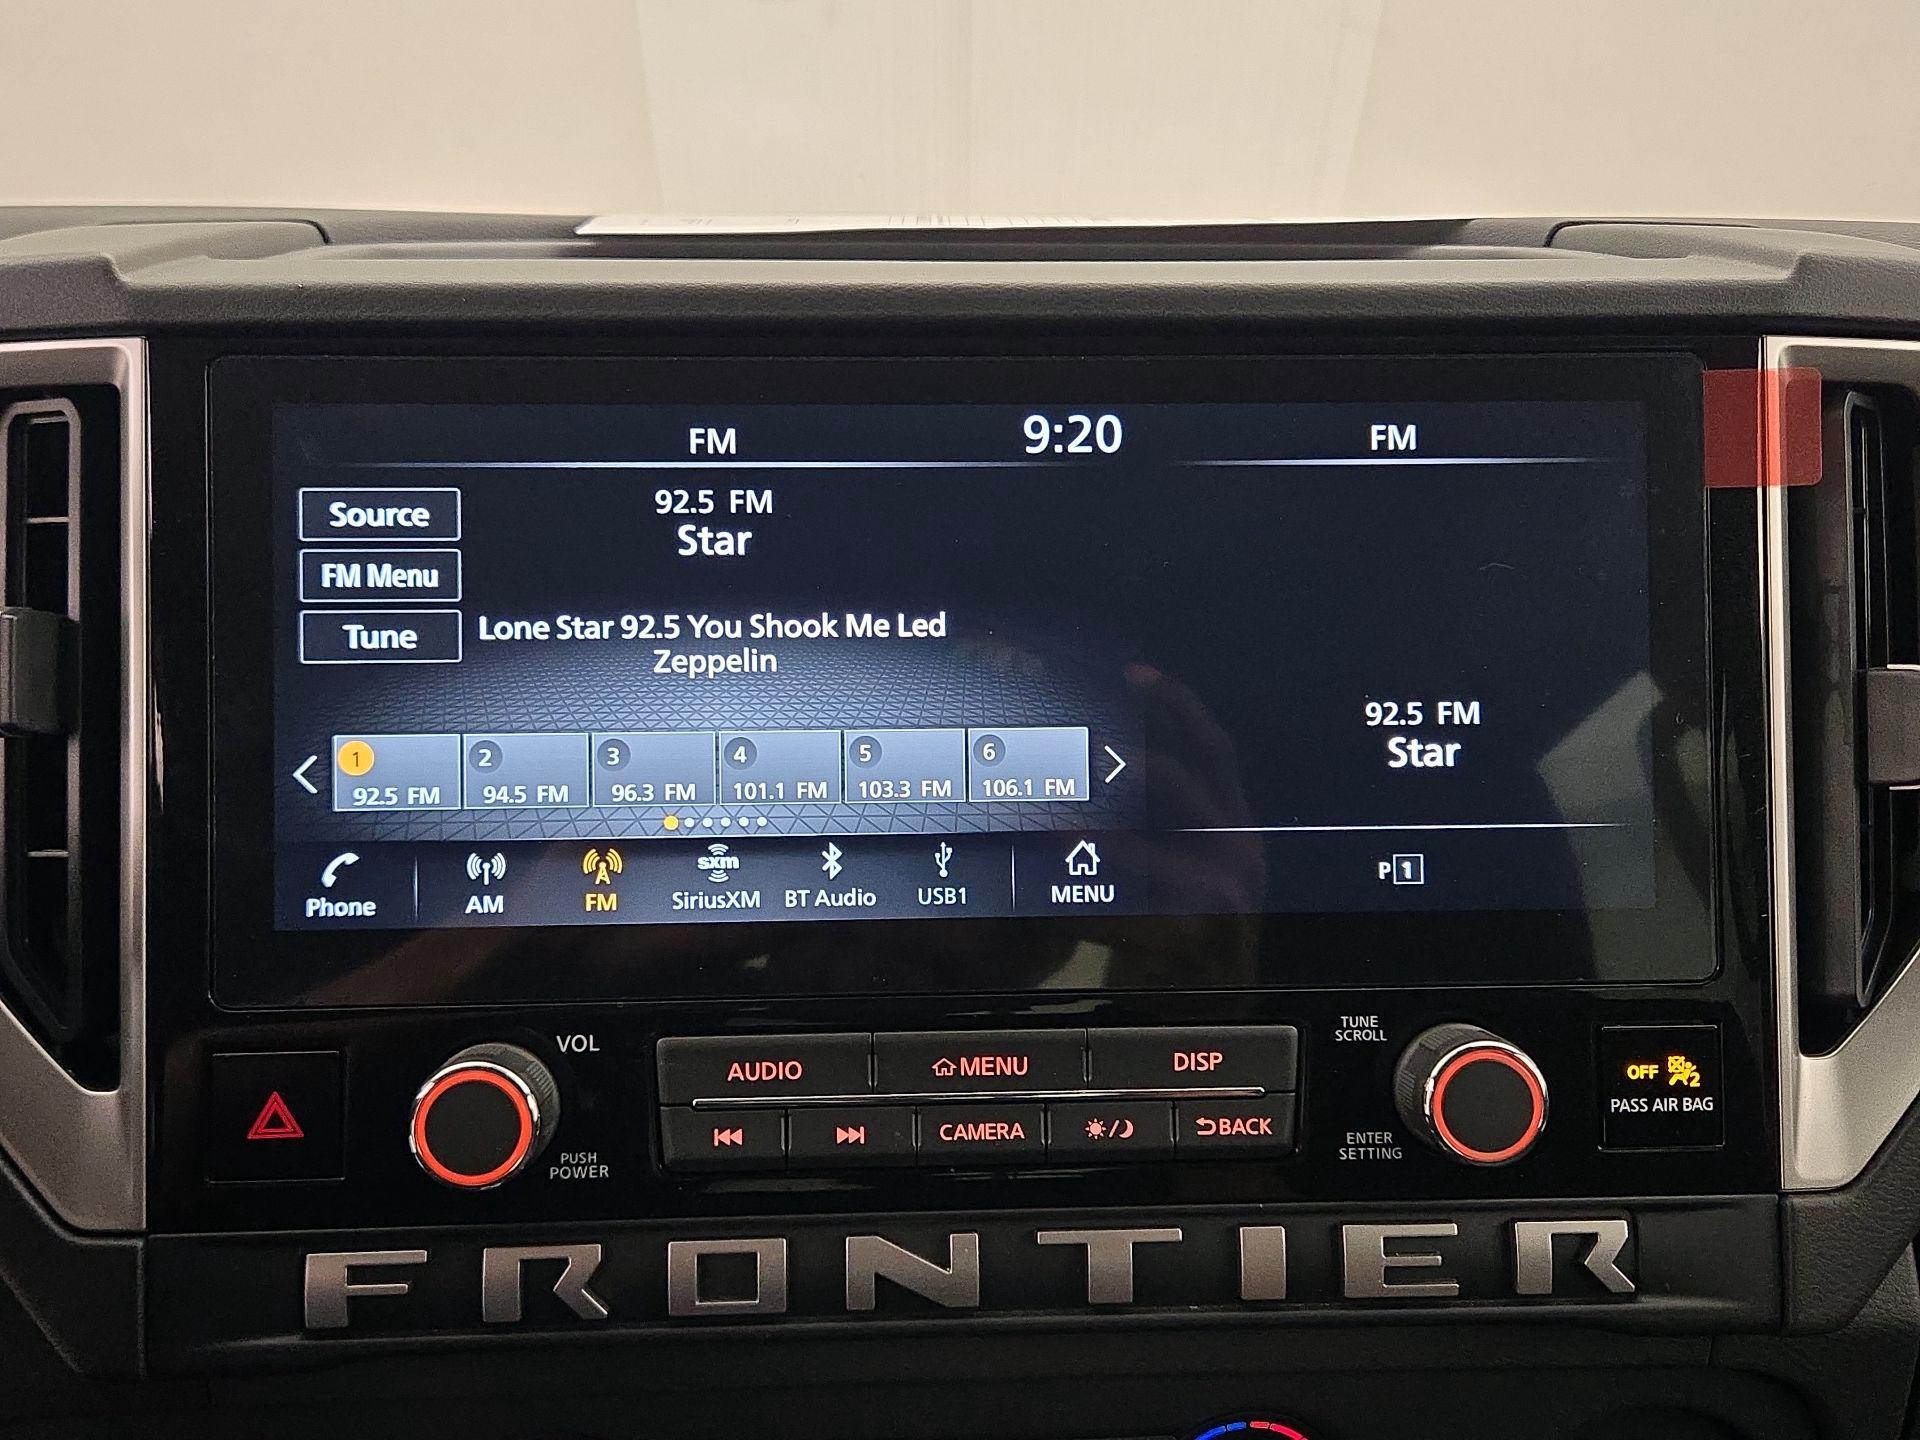 FM
9:20
FM
Source
92.5 FM
Star
FM Menu
Tune
Lone Star 92.5 You Shook Me Led
Zeppelin
92.5 FM
Star
1
2
3
4
5
6
92.5 FM
94.5 FM
96.3 FM
101.1 FM
103.3 FM
106.1 FM
Phone
AM
FM
sxm
SiriusXM
BT Audio
USB1
MENU
P 1
VOL
PUSH
POWER
AUDIO
MENU
DISP
CAMERA
BACK
TUNE
SCROLL
ENTER
SETTING
OFF 2
PASS AIR BAG
FRONTIER